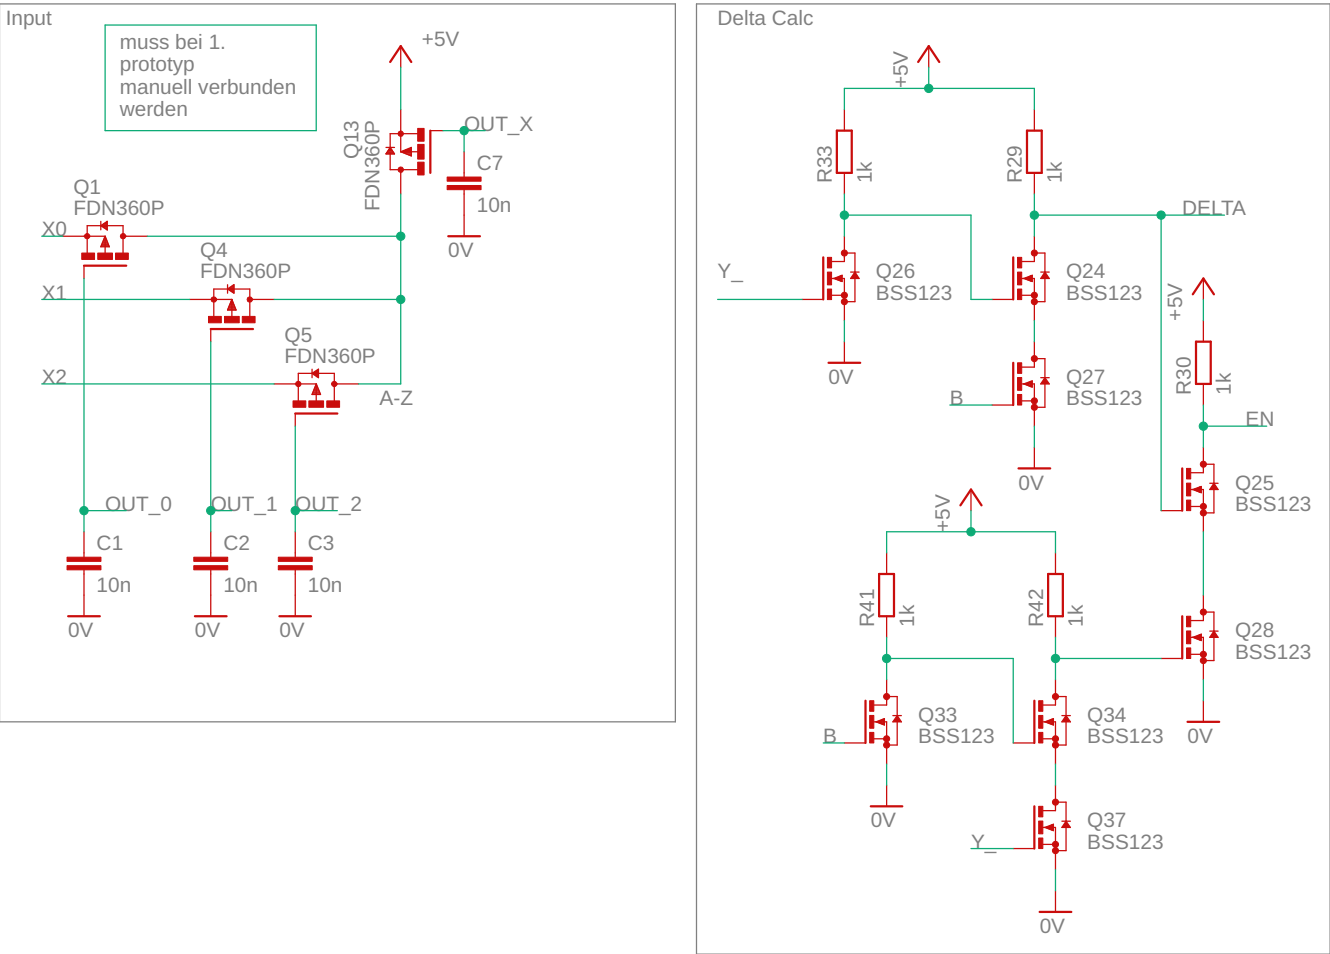 Input
muss bei 1.
prototyp
manuell verbunden
werden
+5V
Q13
FDN360P
OUT_X
C7
10n
0V
Q1
FDN360P
X0
Q4
FDN360P
X1
Q5
FDN360P
X2
A-Z
OUT_0
OUT_1
OUT_2
C1
10n
0V
C2
10n
0V
C3
10n
0V
Delta Calc
+5V
R33
1k
R29
1k
DELTA
Y_
Q26
BSS123
0V
Q24
BSS123
Q27
BSS123
B
0V
+5V
R30
1k
EN
Q25
BSS123
Q28
BSS123
0V
+5V
R41
1k
R42
1k
B
Q33
BSS123
0V
Q34
BSS123
Q37
BSS123
Y_
0V